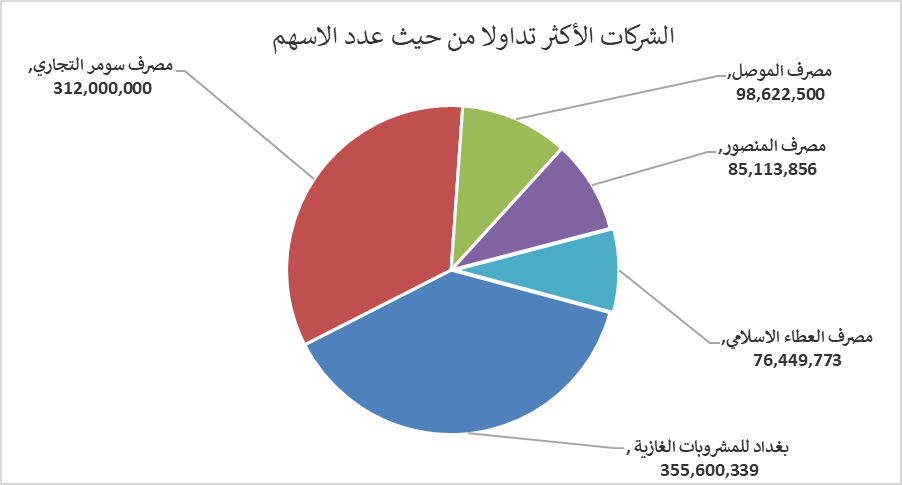 الشركات الأكثر تداولا من حيث عدد الاسهم
مصرف سومر التجاري,
312,000,000
مصرف الموصل,
98,622,500
مصرف المنصور,
85,113,856
مصرف العطاء الاسلامي,
76,449,773
بغداد للمشروبات الغازية ,
355,600,339